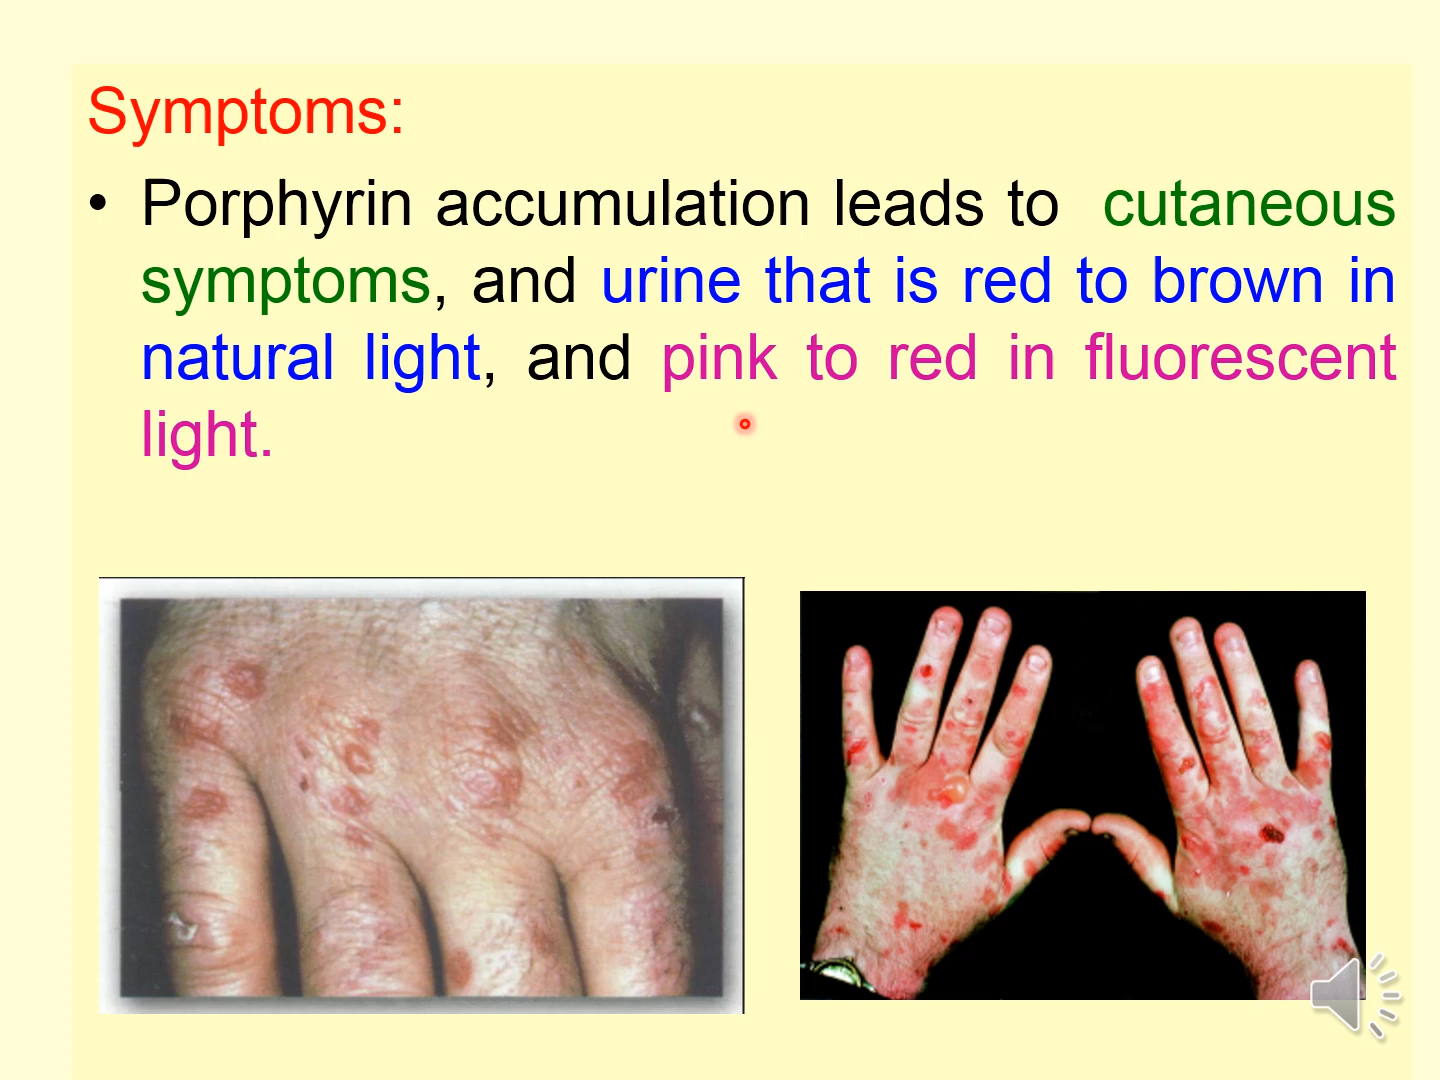 Symptoms:
• Porphyrin accumulation leads to cutaneous
symptoms, and urine that is red to brown in
natural light, and pink to red in fluorescent
light.